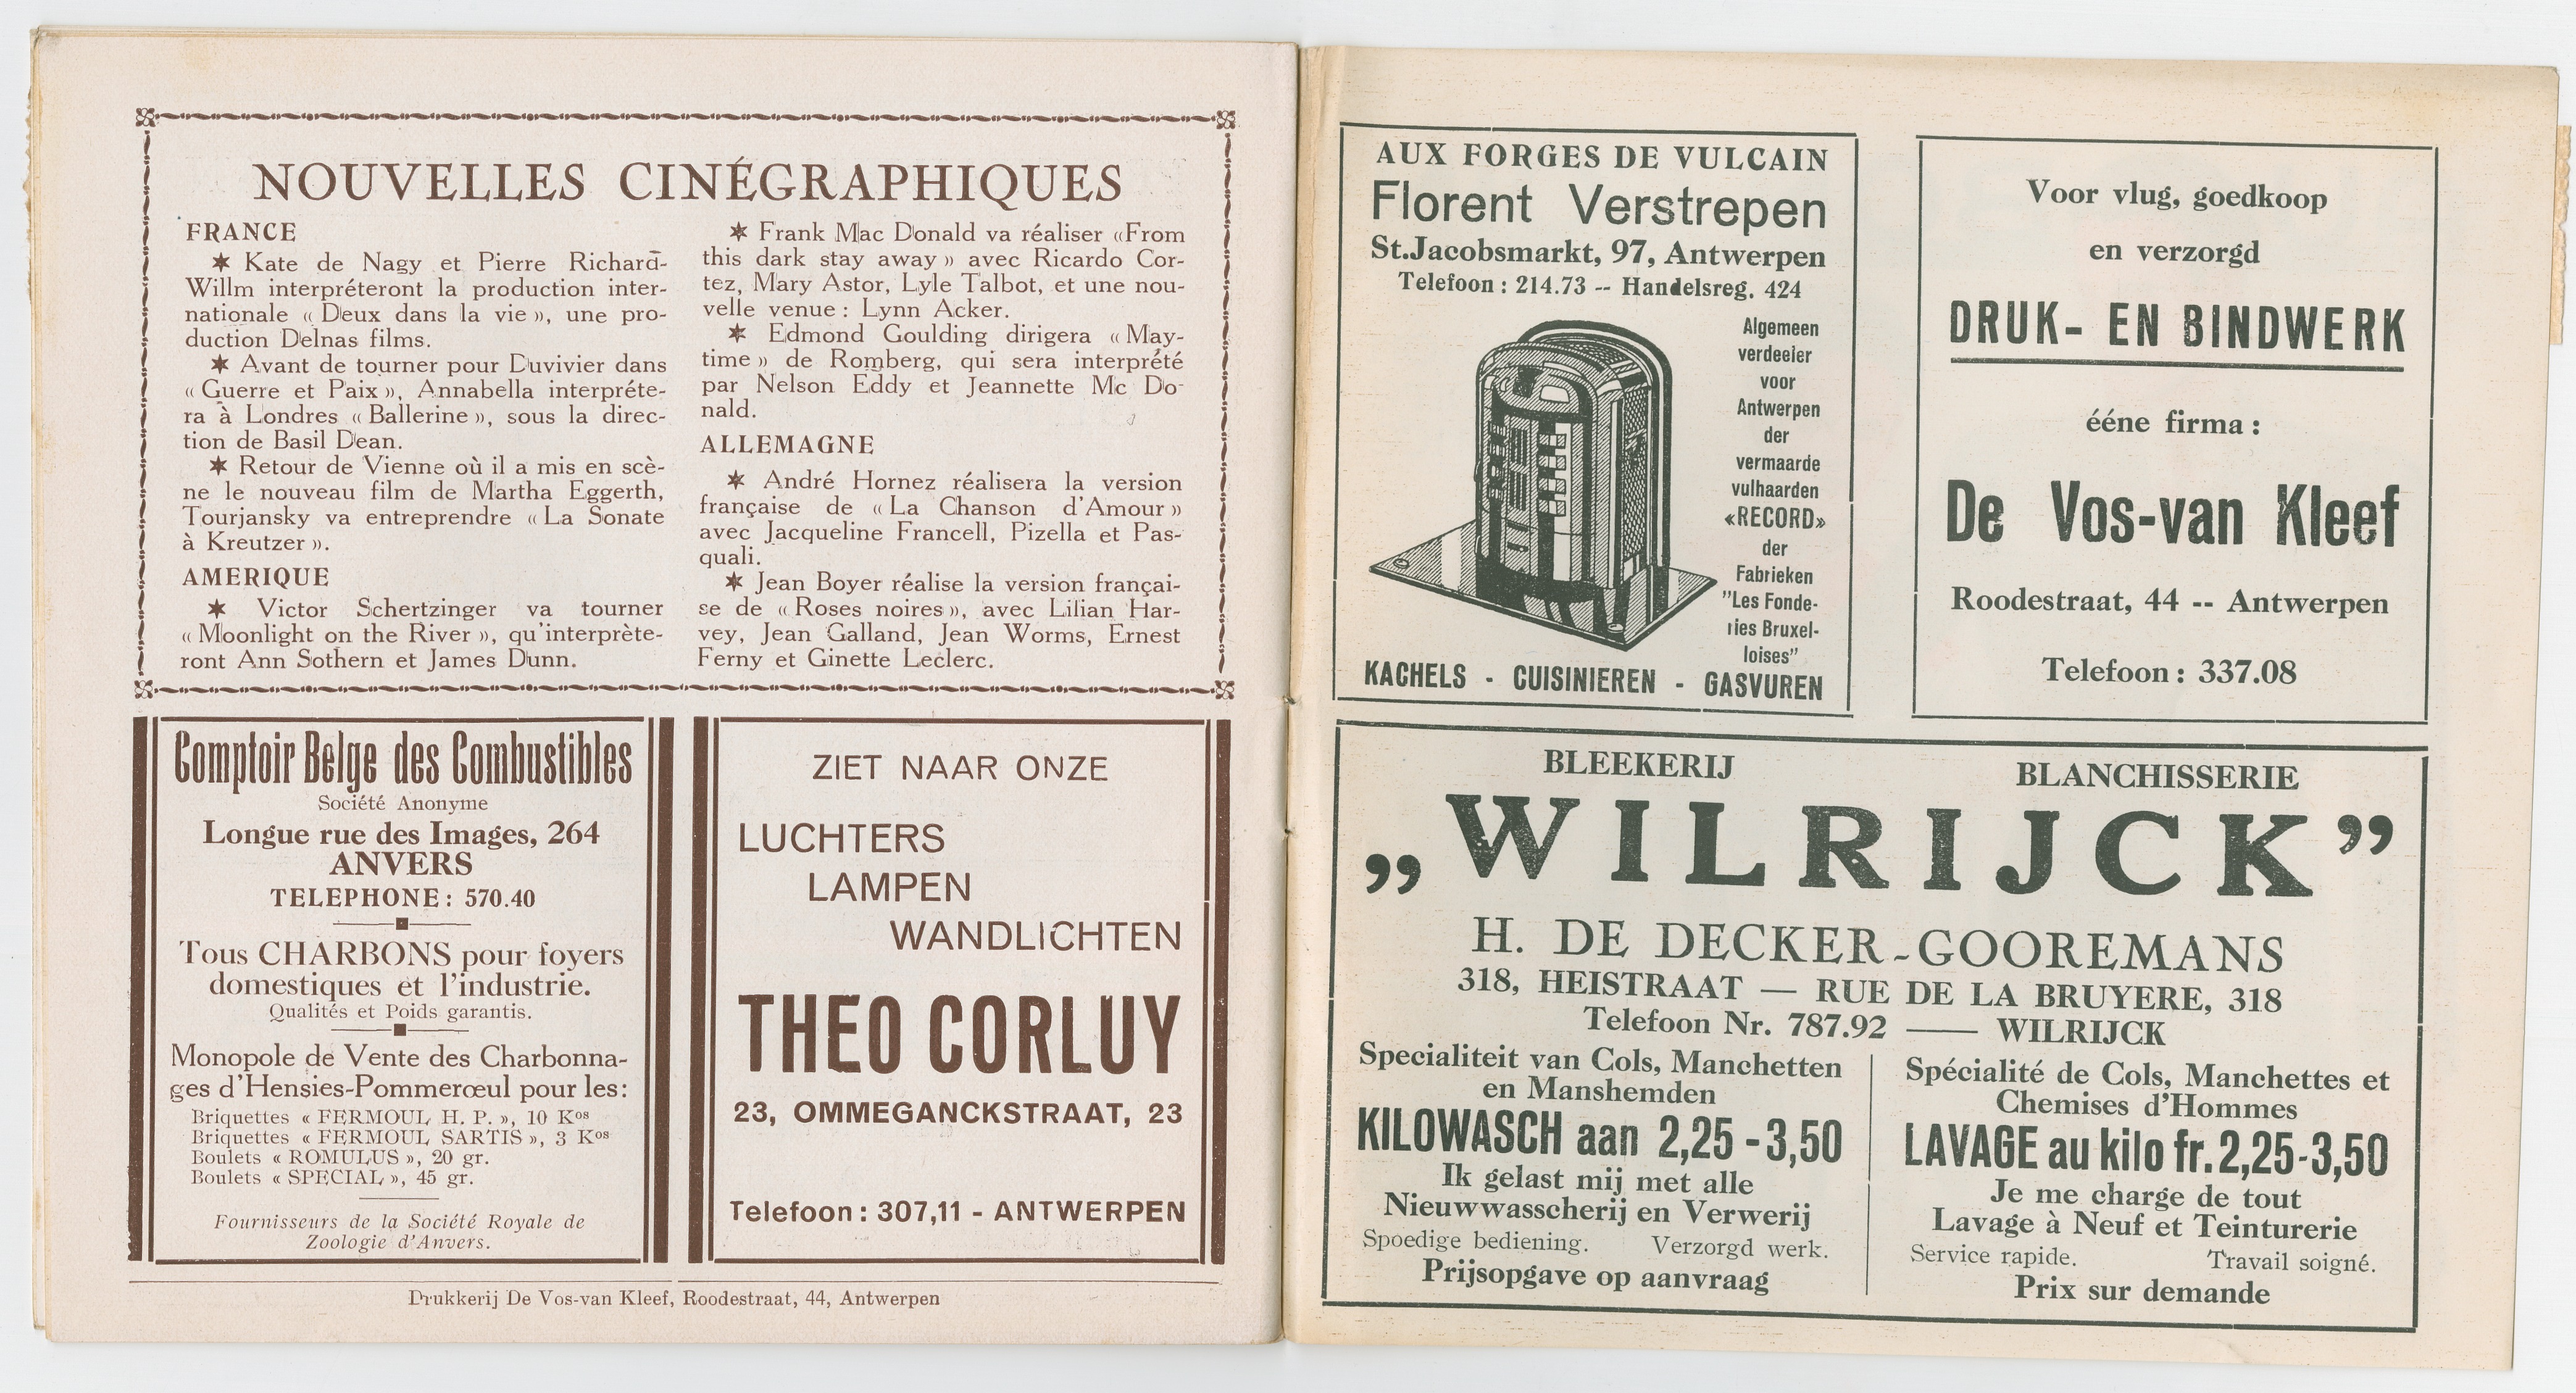 NOUVELLES CINÉGRAPHIQUES
FRANCE
✶ Kate de Nagy et Pierre Richard-
Willm interpréteront la production inter-
nationale « Deux dans la vie », une pro-
duction Delnas films.
✶ Avant de tourner pour Duvivier dans
« Guerre et Paix », Annabella interpréte-
ra à Londres « Ballerine », sous la direc-
tion de Basil Dean.
✶ Retour de Vienne où il a mis en scè-
ne le nouveau film de Martha Eggerth,
Tourjansky va entreprendre « La Sonate
à Kreutzer ».
AMERIQUE
✶ Victor Schertzinger va tourner
« Moonlight on the River », qu'interprète-
ront Ann Sothern et James Dunn.
✶ Frank Mac Donald va réaliser «From
this dark stay away » avec Ricardo Cor-
tez, Mary Astor, Lyle Talbot, et une nou-
velle venue : Lynn Acker.
✶ Edmond Goulding dirigera « May-
time » de Romberg, qui sera interprété
par Nelson Eddy et Jeannette Mc Do-
nald.
ALLEMAGNE
✶ André Hornez réalisera la version
française de « La Chanson d'Amour »
avec Jacqueline Francell, Pizella et Pas-
quali.
✶ Jean Boyer réalise la version françai-
se de « Roses noires », avec Lilian Har-
vey, Jean Galland, Jean Worms, Ernest
Ferny et Ginette Leclerc.
Comptoir Belge des Combustibles
Société Anonyme
Longue rue des Images, 264
ANVERS
TELEPHONE : 570.40
Tous CHARBONS pour foyers
domestiques et l'industrie.
Qualités et Poids garantis.
Monopole de Vente des Charbonna-
ges d'Hensies-Pommerœul pour les :
Briquettes « FERMOUL H. P. », 10 Kos
Briquettes « FERMOUL SARTIS », 3 Kos
Boulets « ROMULUS », 20 gr.
Boulets « SPECIAL », 45 gr.
Fournisseurs de la Société Royale de
Zoologie d'Anvers.
ZIET NAAR ONZE
LUCHTERS
LAMPEN
WANDLICHTEN
THEO CORLUY
23, OMMEGANCKSTRAAT, 23
Telefoon : 307,11 - ANTWERPEN
Drukkerij De Vos-van Kleef, Roodestraat, 44, Antwerpen
AUX FORGES DE VULCAIN
Florent Verstrepen
St.Jacobsmarkt, 97, Antwerpen
Telefoon : 214.73 -- Handelsreg. 424
Algemeen
verdeeler
voor
Antwerpen
der
vermaarde
vulhaarden
«RECORD»
der
Fabrieken
"Les Fonde-
ries Bruxel-
loises"
KACHELS - CUISINIEREN - GASVUREN
Voor vlug, goedkoop
en verzorgd
DRUK- EN BINDWERK
ééne firma :
De Vos-van Kleef
Roodestraat, 44 -- Antwerpen
Telefoon : 337.08
BLEEKERIJ BLANCHISSERIE
„WILRIJCK”
H. DE DECKER-GOOREMANS
318, HEISTRAAT — RUE DE LA BRUYERE, 318
Telefoon Nr. 787.92 — WILRIJCK
Specialiteit van Cols, Manchetten
en Manshemden
KILOWASCH aan 2,25 - 3,50
Ik gelast mij met alle
Nieuwwasscherij en Verwerij
Spoedige bediening. Verzorgd werk.
Prijsopgave op aanvraag
Spécialité de Cols, Manchettes et
Chemises d'Hommes
LAVAGE au kilo fr. 2,25-3,50
Je me charge de tout
Lavage à Neuf et Teinturerie
Service rapide. Travail soigné.
Prix sur demande